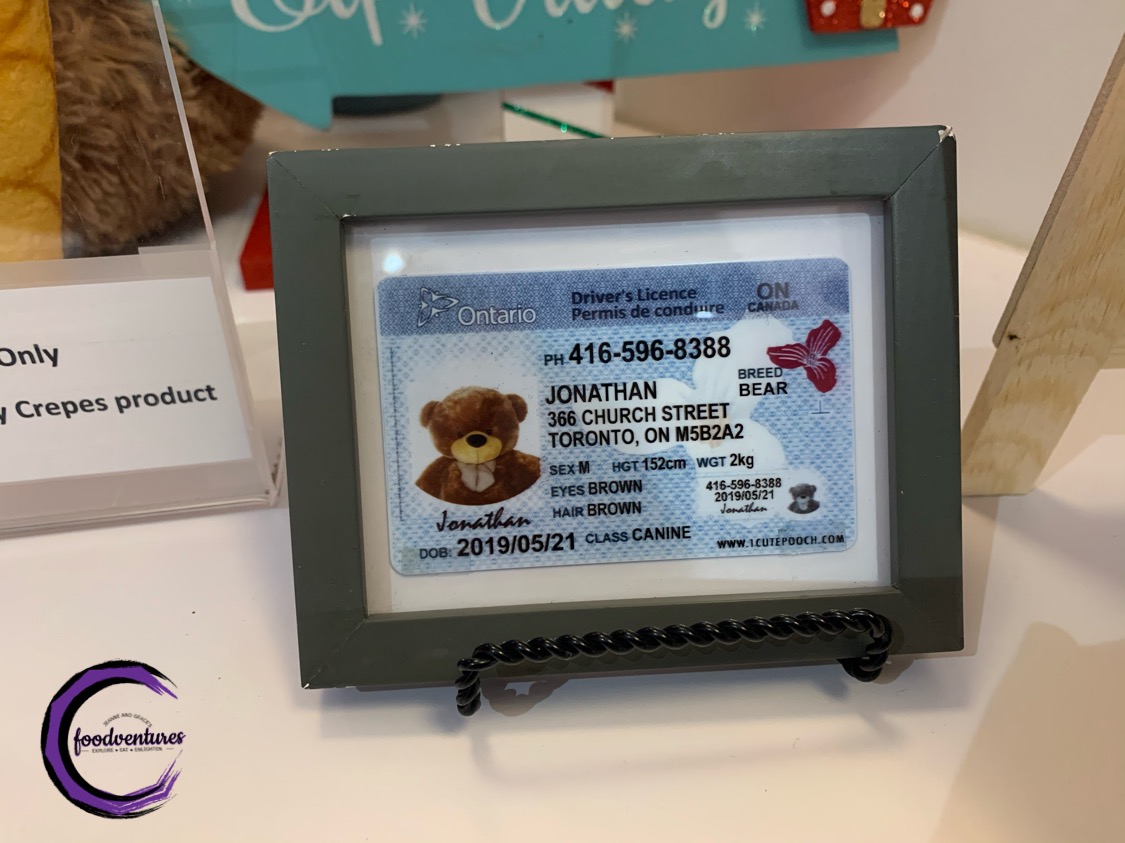 Only
y Crepes product
Ontario
Driver's Licence
Permis de conduire
ON
CANADA
PH 416-596-8388
BREED
BEAR
JONATHAN
366 CHURCH STREET
TORONTO, ON M5B2A2
SEX M HGT 152cm WGT 2kg
EYES BROWN
HAIR BROWN
416-596-8388
2019/05/21
Jonathan
Jonathan
DOB: 2019/05/21 CLASS CANINE
WWW.1CUTEPOOCH.COM
JEANNE AND GRACE'S
foodventures
EXPLORE • EAT • ENLIGHTEN